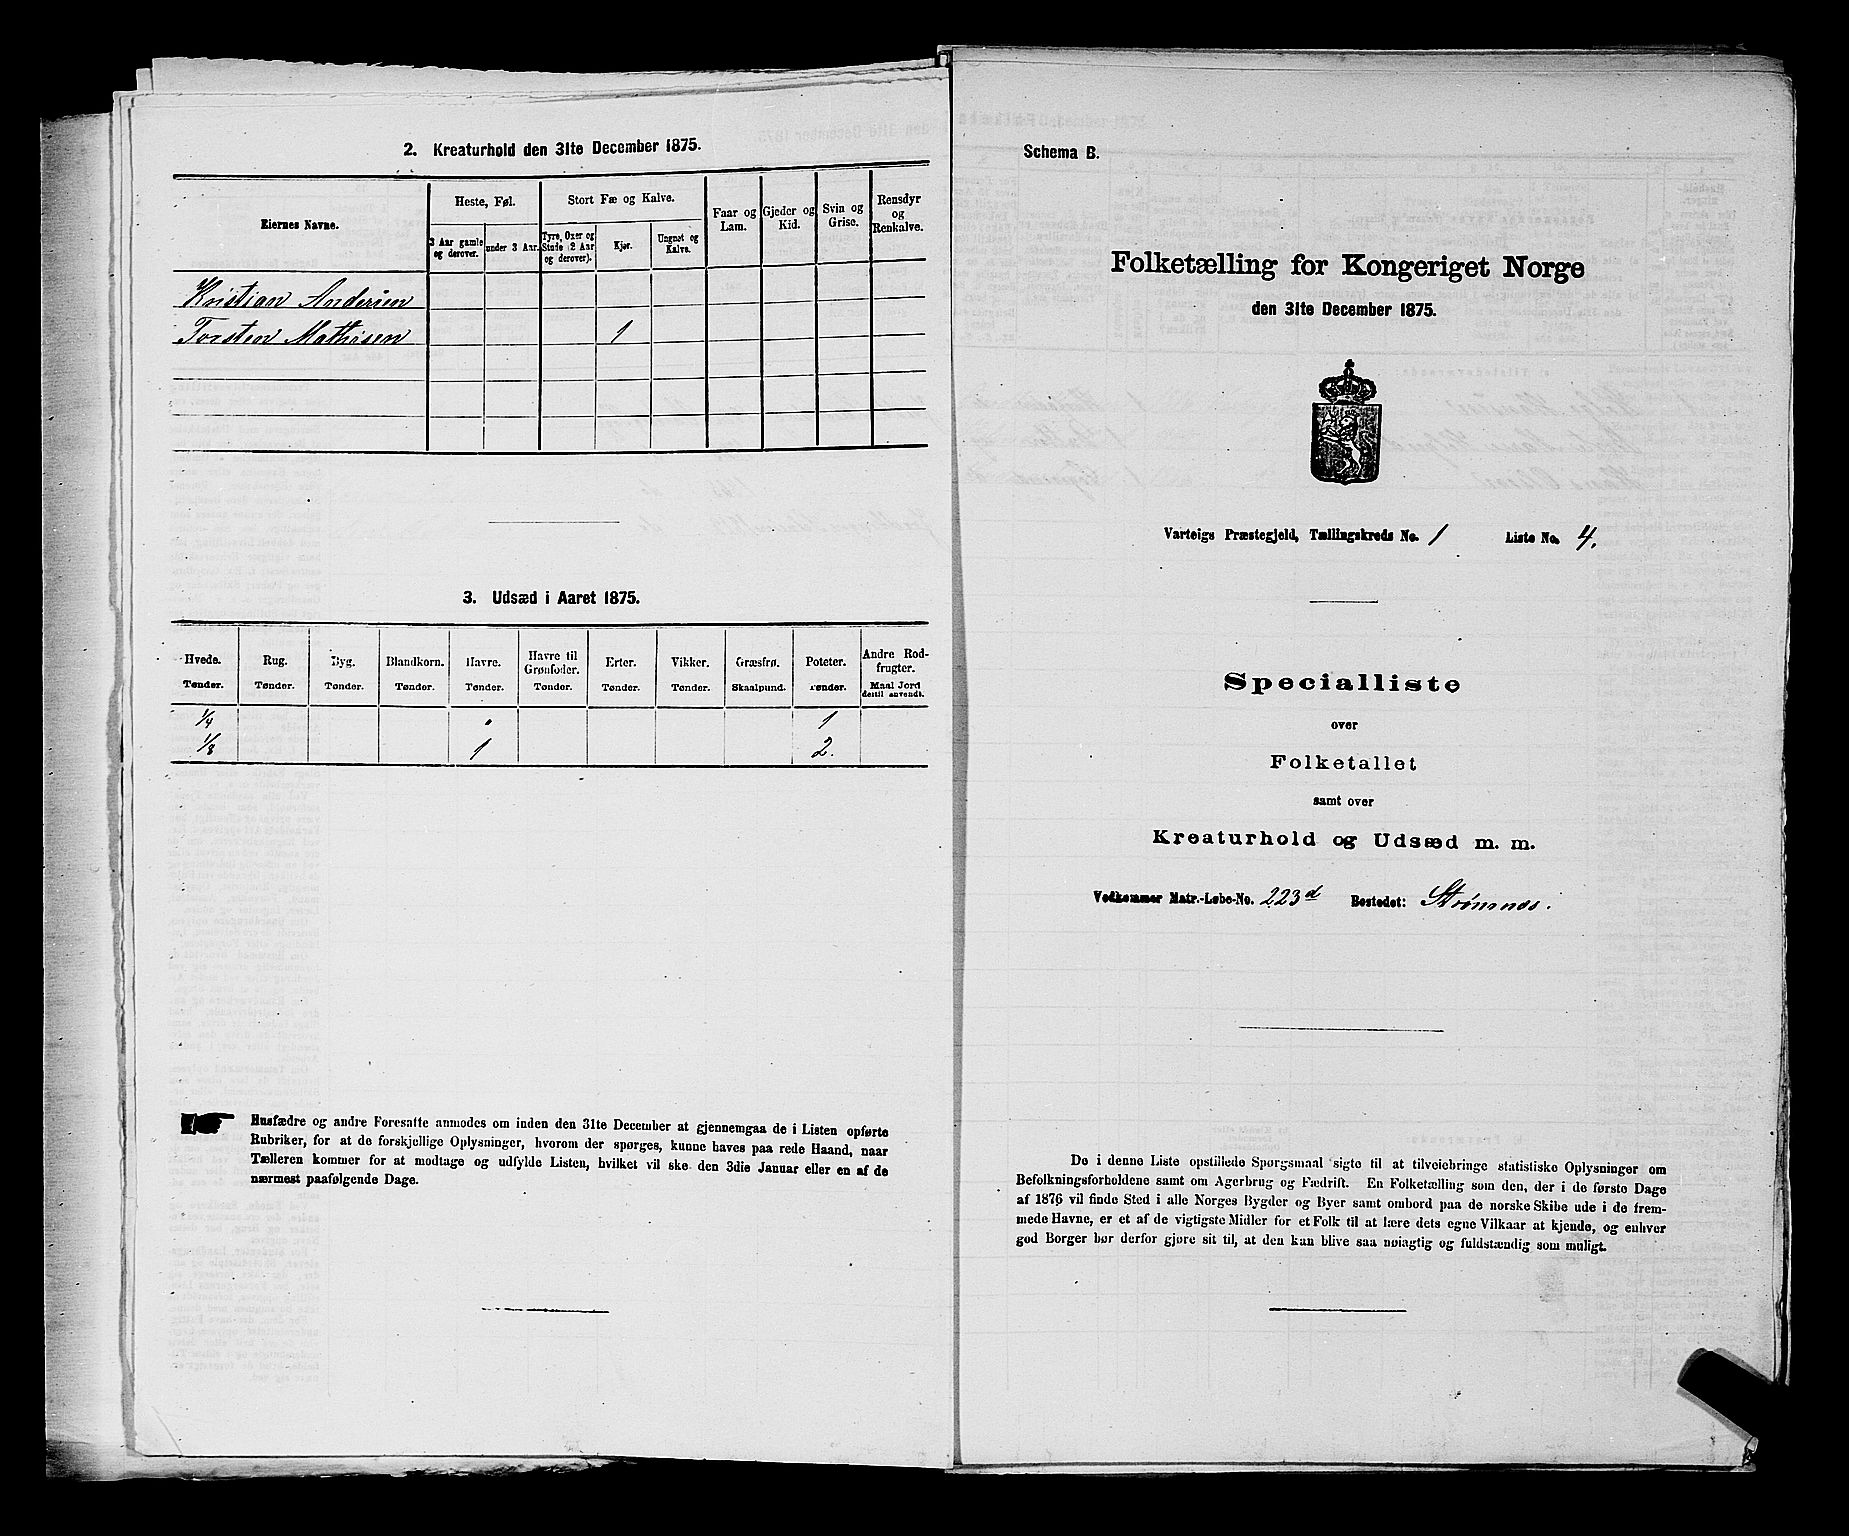 2. Kreaturhold den 31te December 1875.
Eiernes Navne.
Heste, Føl.
Stort Fæ og Kalve.
Faar og Lam.
Gjeder og Kid.
Svin og Grise.
Rensdyr og Renkalve.
3 Aar gamle og derover.
under 3 Aar.
Tyre, Oxer og Stude (2 Aar og derover).
Kjør.
Ungnøt og Kalve.
Kristian Andersen
Torsten Mathisen 1
3. Udsæd i Aaret 1875.
Hvede. Rug. Byg. Blandkorn. Havre. Havre til Grønfoder. Erter. Vikker. Græsfrø. Poteter. Andre Rodfrugter.
Tønder. Tønder. Tønder. Tønder. Tønder. Tønder. Tønder. Tønder. Skaalpund. Tønder. Maal Jord dertil anvendt.
1/4 1
1/8 1 2.
Husfædre og andre Foresatte anmodes om inden den 31te December at gjennemgaa de i Listen opførte
Rubriker, for at de forskjellige Oplysninger, hvorom der spørges, kunne haves paa rede Haand, naar
Tælleren kommer for at modtage og udfylde Listen, hvilket vil ske den 3die Januar eller en af de
nærmest paafølgende Dage.
Schema B.
Folketælling for Kongeriget Norge
den 31te December 1875.
Varteigs Præstegjeld, Tællingskreds No. 1 Liste No. 4.
Specialliste
over
Folketallet
samt over
Kreaturhold og Udsæd m. m.
Vedkommer Matr.-Løbe-No. 223d Bostedet: Strømnæs.
De i denne Liste opstillede Spørgsmaal sigte til at tilveiebringe statistiske Oplysninger om
Befolkningsforholdene samt om Agerbrug og Fædrift. En Folketælling som den, der i de første Dage
af 1876 vil finde Sted i alle Norges Bygder og Byer samt ombord paa de norske Skibe ude i de frem-
mede Havne, er et af de vigtigste Midler for et Folk til at lære dets egne Vilkaar at kjende, og enhver
god Borger bør derfor gjøre sit til, at den kan blive saa nøiagtig og fuldstændig som muligt.